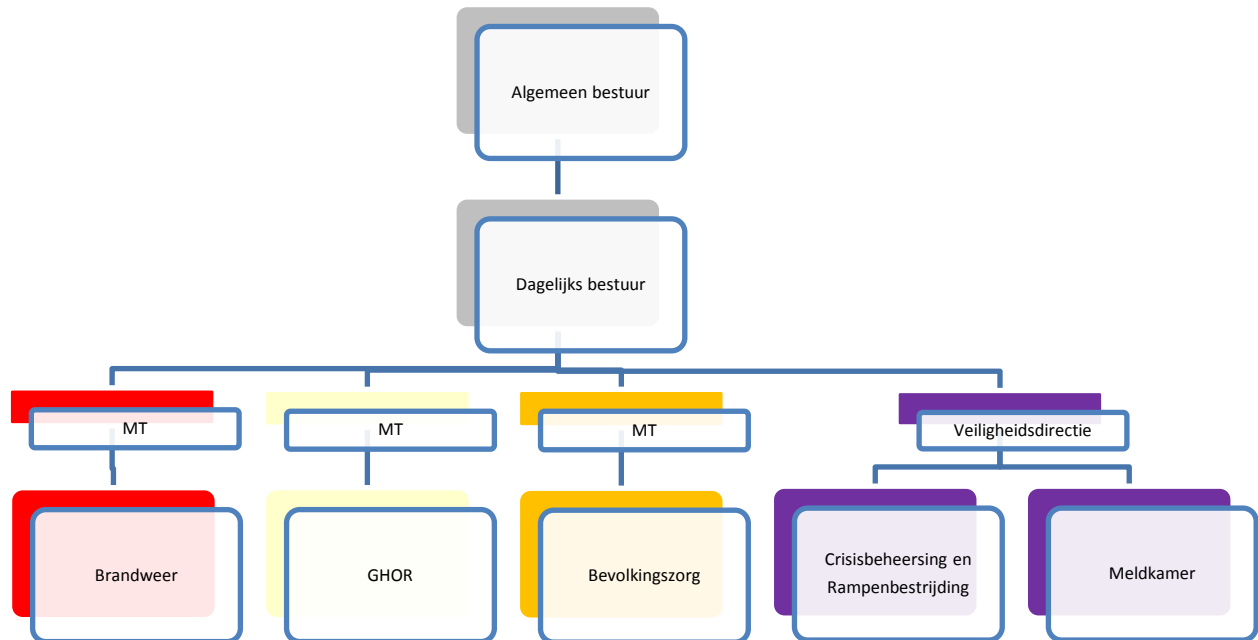 Algemeen bestuur
Dagelijks bestuur
MT
MT
MT
Veiligheidsdirectie
Brandweer
GHOR
Bevolkingszorg
Crisisbeheersing en
Rampenbestrijding
Meldkamer